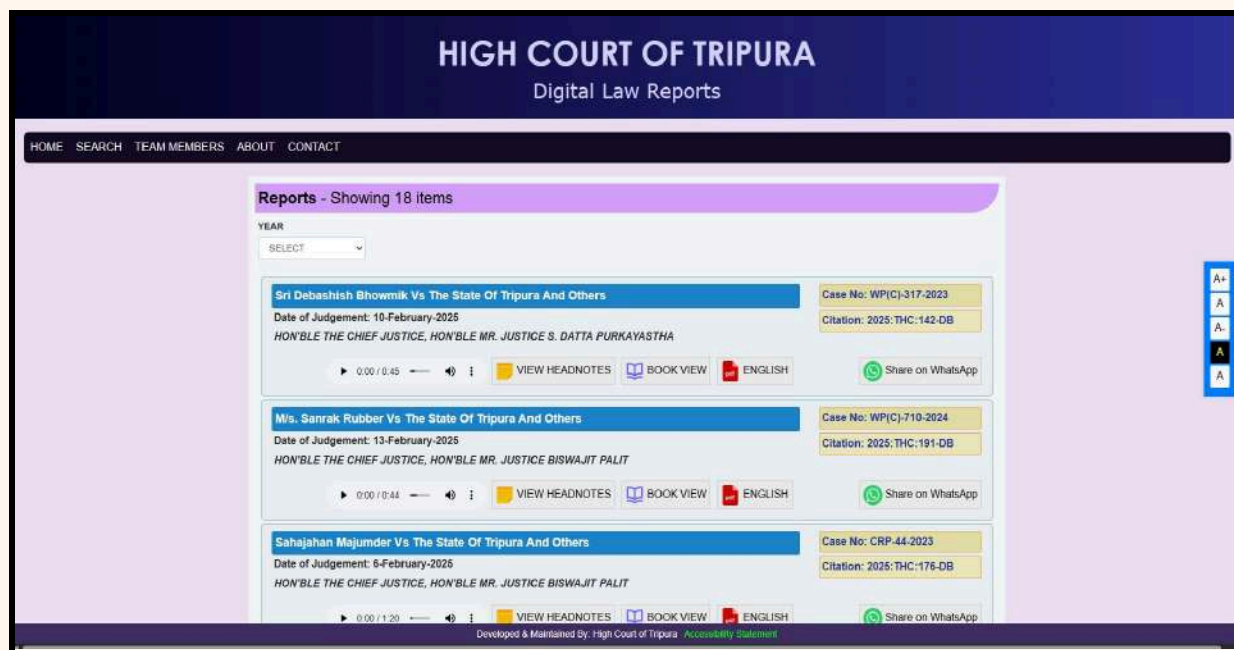 HIGH COURT OF TRIPURA
Digital Law Reports
HOME SEARCH TEAM MEMBERS ABOUT CONTACT
Reports - Showing 18 items
YEAR
SELECT
Sri Debashish Bhowmik Vs The State Of Tripura And Others
Case No: WP(C)-317-2023
Date of Judgement: 10-February-2025
Citation: 2025:THC:142-DB
HON'BLE THE CHIEF JUSTICE, HON'BLE MR. JUSTICE S. DATTA PURKAYASTHA
0:00 / 0:45 VIEW HEADNOTES BOOK VIEW ENGLISH Share on WhatsApp
M/s. Sanrak Rubber Vs The State Of Tripura And Others
Case No: WP(C)-710-2024
Date of Judgement: 13-February-2025
Citation: 2025:THC:191-DB
HON'BLE THE CHIEF JUSTICE, HON'BLE MR. JUSTICE BISWAJIT PALIT
0:00 / 0:44 VIEW HEADNOTES BOOK VIEW ENGLISH Share on WhatsApp
Sahajahan Majumder Vs The State Of Tripura And Others
Case No: CRP-44-2023
Date of Judgement: 6-February-2025
Citation: 2025:THC:176-DB
HON'BLE THE CHIEF JUSTICE, HON'BLE MR. JUSTICE BISWAJIT PALIT
0:00 / 1:20 VIEW HEADNOTES BOOK VIEW ENGLISH Share on WhatsApp
Developed & Maintained By: High Court of Tripura Accessibility Statement
A+
A
A-
A
A